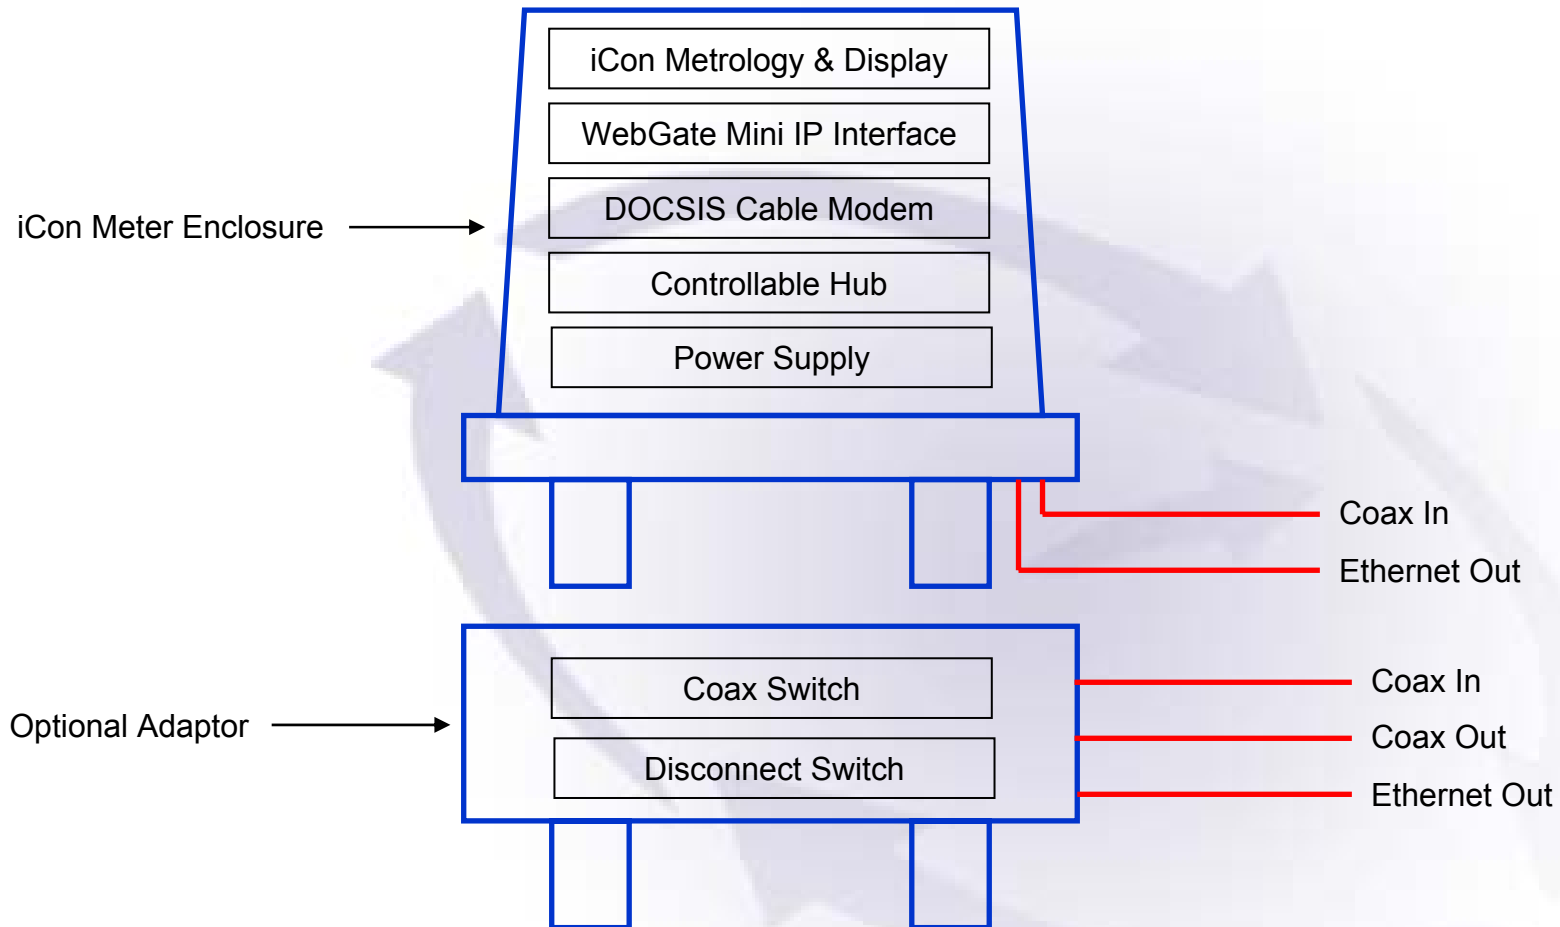 iCon Metrology & Display
WebGate Mini IP Interface
DOCSIS Cable Modem
iCon Meter Enclosure
Controllable Hub
Power Supply
Coax In
Ethernet Out
Coax Switch
Coax In
Optional Adaptor
Coax Out
Disconnect Switch
Ethernet Out